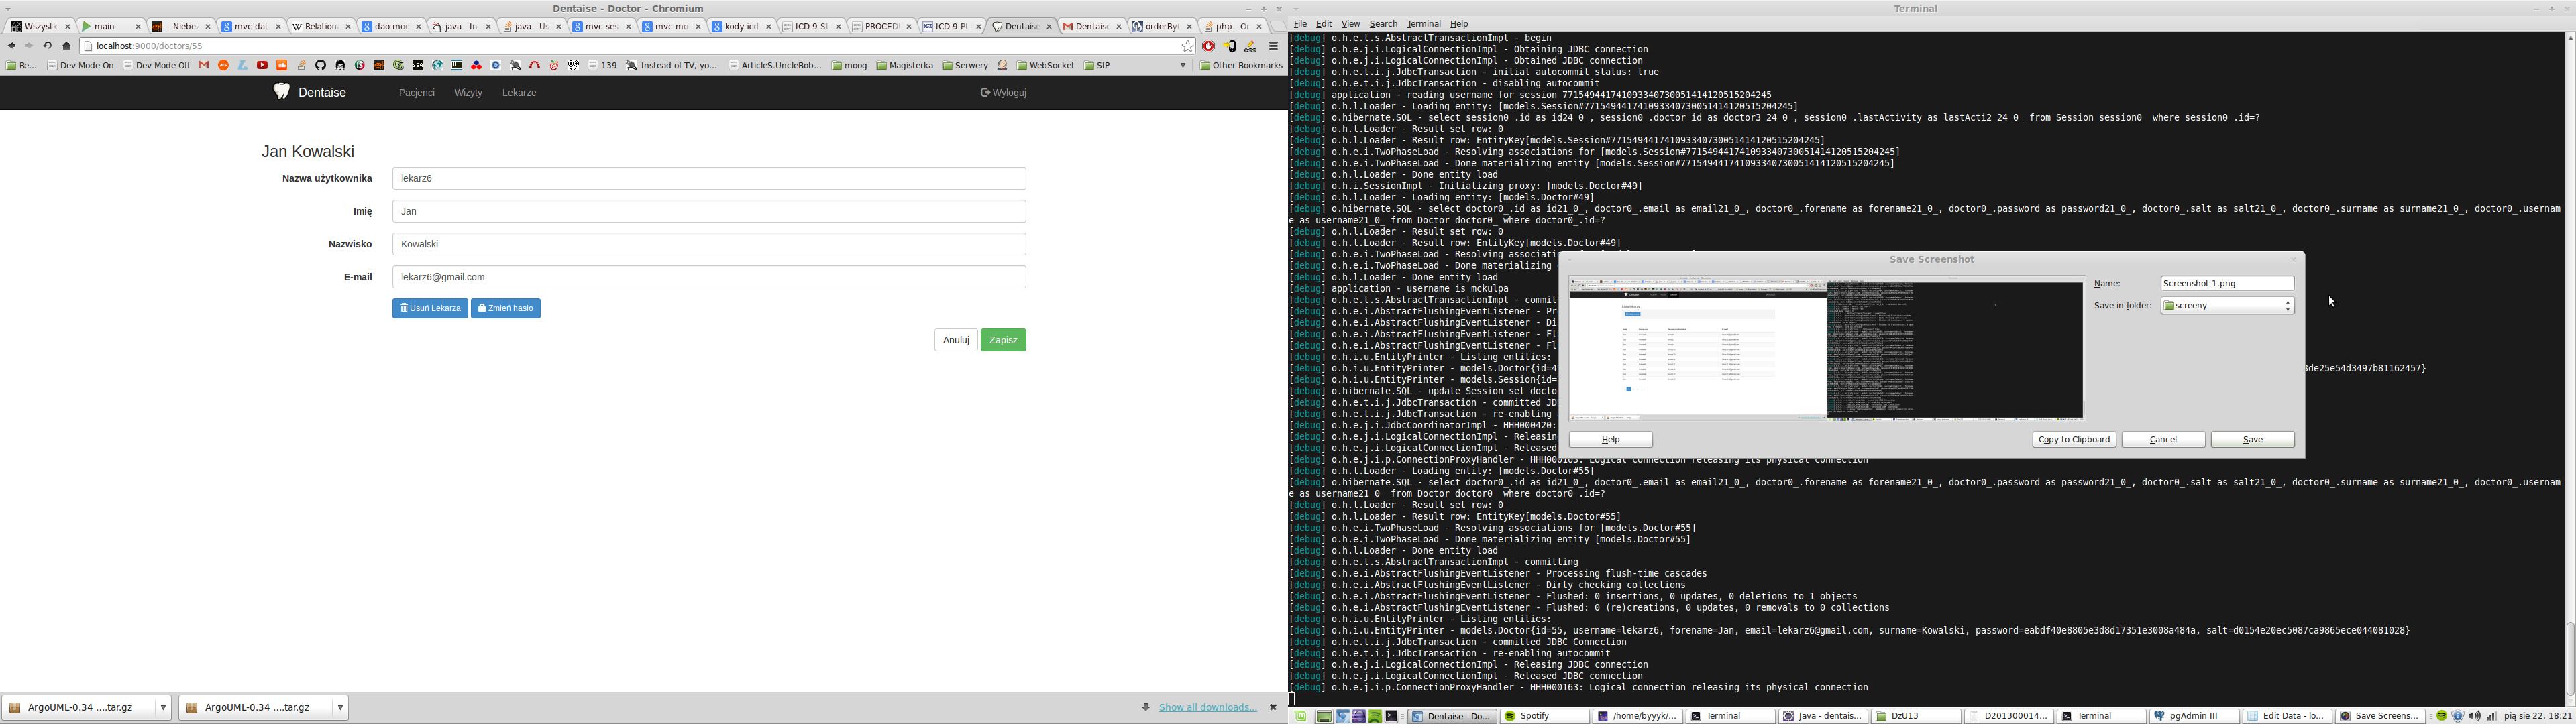 Dentaise - Doctor - Chromium
Wszystk
main
-- Niebez
mvc dat
Relation
dao mod
java - In
java - Us
mvc ses
mvc mo
kody icd
ICD-9 St
PROCED
ICD-9 PL
Dentaise
Dentaise
orderBy(
php - Or
localhost:9000/doctors/55
Re...
Dev Mode On
Dev Mode Off
139
Instead of TV, yo...
ArticleS.UncleBob...
moog
Magisterka
Serwery
WebSocket
SIP
Other Bookmarks
Dentaise
Pacjenci
Wizyty
Lekarze
Wyloguj
Jan Kowalski
Nazwa użytkownika
lekarz6
Imię
Jan
Nazwisko
Kowalski
E-mail
lekarz6@gmail.com
Usuń Lekarza
Zmień hasło
Anuluj
Zapisz
ArgoUML-0.34 ....tar.gz
ArgoUML-0.34 ....tar.gz
Show all downloads...
Terminal
File Edit View Search Terminal Help
[debug] o.h.e.t.s.AbstractTransactionImpl - begin
[debug] o.h.e.j.i.LogicalConnectionImpl - Obtaining JDBC connection
[debug] o.h.e.j.i.LogicalConnectionImpl - Obtained JDBC connection
[debug] o.h.e.t.i.j.JdbcTransaction - initial autocommit status: true
[debug] o.h.e.t.i.j.JdbcTransaction - disabling autocommit
[debug] application - reading username for session 77154944174109334073005141412051520​4245
[debug] o.h.l.Loader - Loading entity: [models.Session#771549441741093340730051414120515204245]
[debug] o.hibernate.SQL - select session0_.id as id24_0_, session0_.doctor_id as doctor3_24_0_, session0_.lastActivity as lastActi2_24_0_ from Session session0_ where session0_.id=?
[debug] o.h.l.Loader - Result set row: 0
[debug] o.h.l.Loader - Result row: EntityKey[models.Session#771549441741093340730051414120515204245]
[debug] o.h.e.i.TwoPhaseLoad - Resolving associations for [models.Session#771549441741093340730051414120515204245]
[debug] o.h.e.i.TwoPhaseLoad - Done materializing entity [models.Session#771549441741093340730051414120515204245]
[debug] o.h.l.Loader - Done entity load
[debug] o.h.i.SessionImpl - Initializing proxy: [models.Doctor#49]
[debug] o.h.l.Loader - Loading entity: [models.Doctor#49]
[debug] o.hibernate.SQL - select doctor0_.id as id21_0_, doctor0_.email as email21_0_, doctor0_.forename as forename21_0_, doctor0_.password as password21_0_, doctor0_.salt as salt21_0_, doctor0_.surname as surname21_0_, doctor0_.usernam
e as username21_0_ from Doctor doctor0_ where doctor0_.id=?
[debug] o.h.l.Loader - Result set row: 0
[debug] o.h.l.Loader - Result row: EntityKey[models.Doctor#49]
[debug] o.h.e.i.TwoPhaseLoad - Resolving associatio
[debug] o.h.e.i.TwoPhaseLoad - Done materializing
[debug] o.h.l.Loader - Done entity load
[debug] application - username is mckulpa
[debug] o.h.e.t.s.AbstractTransactionImpl - commit
[debug] o.h.e.i.AbstractFlushingEventListener - Pr
[debug] o.h.e.i.AbstractFlushingEventListener - Di
[debug] o.h.e.i.AbstractFlushingEventListener - Fl
[debug] o.h.e.i.AbstractFlushingEventListener - Fl
[debug] o.h.i.u.EntityPrinter - Listing entities:
[debug] o.h.i.u.EntityPrinter - models.Doctor{id=4
de25e54d3497b81162457}
[debug] o.h.i.u.EntityPrinter - models.Session{id=
[debug] o.hibernate.SQL - update Session set docto
[debug] o.h.e.t.i.j.JdbcTransaction - committed JD
[debug] o.h.e.t.i.j.JdbcTransaction - re-enabling
[debug] o.h.e.j.i.JdbcCoordinatorImpl - HHH000420:
[debug] o.h.e.j.i.LogicalConnectionImpl - Releasing
[debug] o.h.e.j.i.LogicalConnectionImpl - Released
[debug] o.h.e.j.i.p.ConnectionProxyHandler - HHH000163: Logical connection releasing its physical connection
[debug] o.h.l.Loader - Loading entity: [models.Doctor#55]
[debug] o.hibernate.SQL - select doctor0_.id as id21_0_, doctor0_.email as email21_0_, doctor0_.forename as forename21_0_, doctor0_.password as password21_0_, doctor0_.salt as salt21_0_, doctor0_.surname as surname21_0_, doctor0_.usernam
e as username21_0_ from Doctor doctor0_ where doctor0_.id=?
[debug] o.h.l.Loader - Result set row: 0
[debug] o.h.l.Loader - Result row: EntityKey[models.Doctor#55]
[debug] o.h.e.i.TwoPhaseLoad - Resolving associations for [models.Doctor#55]
[debug] o.h.e.i.TwoPhaseLoad - Done materializing entity [models.Doctor#55]
[debug] o.h.l.Loader - Done entity load
[debug] o.h.e.t.s.AbstractTransactionImpl - committing
[debug] o.h.e.i.AbstractFlushingEventListener - Processing flush-time cascades
[debug] o.h.e.i.AbstractFlushingEventListener - Dirty checking collections
[debug] o.h.e.i.AbstractFlushingEventListener - Flushed: 0 insertions, 0 updates, 0 deletions to 1 objects
[debug] o.h.e.i.AbstractFlushingEventListener - Flushed: 0 (re)creations, 0 updates, 0 removals to 0 collections
[debug] o.h.i.u.EntityPrinter - Listing entities:
[debug] o.h.i.u.EntityPrinter - models.Doctor{id=55, username=lekarz6, forename=Jan, email=lekarz6@gmail.com, surname=Kowalski, password=eabdf40e8805e3d8d17351e3008a484a, salt=d0154e20ec5087ca9865ece044081028}
[debug] o.h.e.t.i.j.JdbcTransaction - committed JDBC Connection
[debug] o.h.e.t.i.j.JdbcTransaction - re-enabling autocommit
[debug] o.h.e.j.i.LogicalConnectionImpl - Releasing JDBC connection
[debug] o.h.e.j.i.LogicalConnectionImpl - Released JDBC connection
[debug] o.h.e.j.i.p.ConnectionProxyHandler - HHH000163: Logical connection releasing its physical connection
Save Screenshot
Name:
Screenshot-1.png
Save in folder:
screeny
Help
Copy to Clipboard
Cancel
Save
Dentaise - Do...
Spotify
/home/byyyk/...
Terminal
Java - dentais...
DzU13
D201300014...
Terminal
pgAdmin III
Edit Data - lo...
Save Screens...
pią sie 22, 18:21